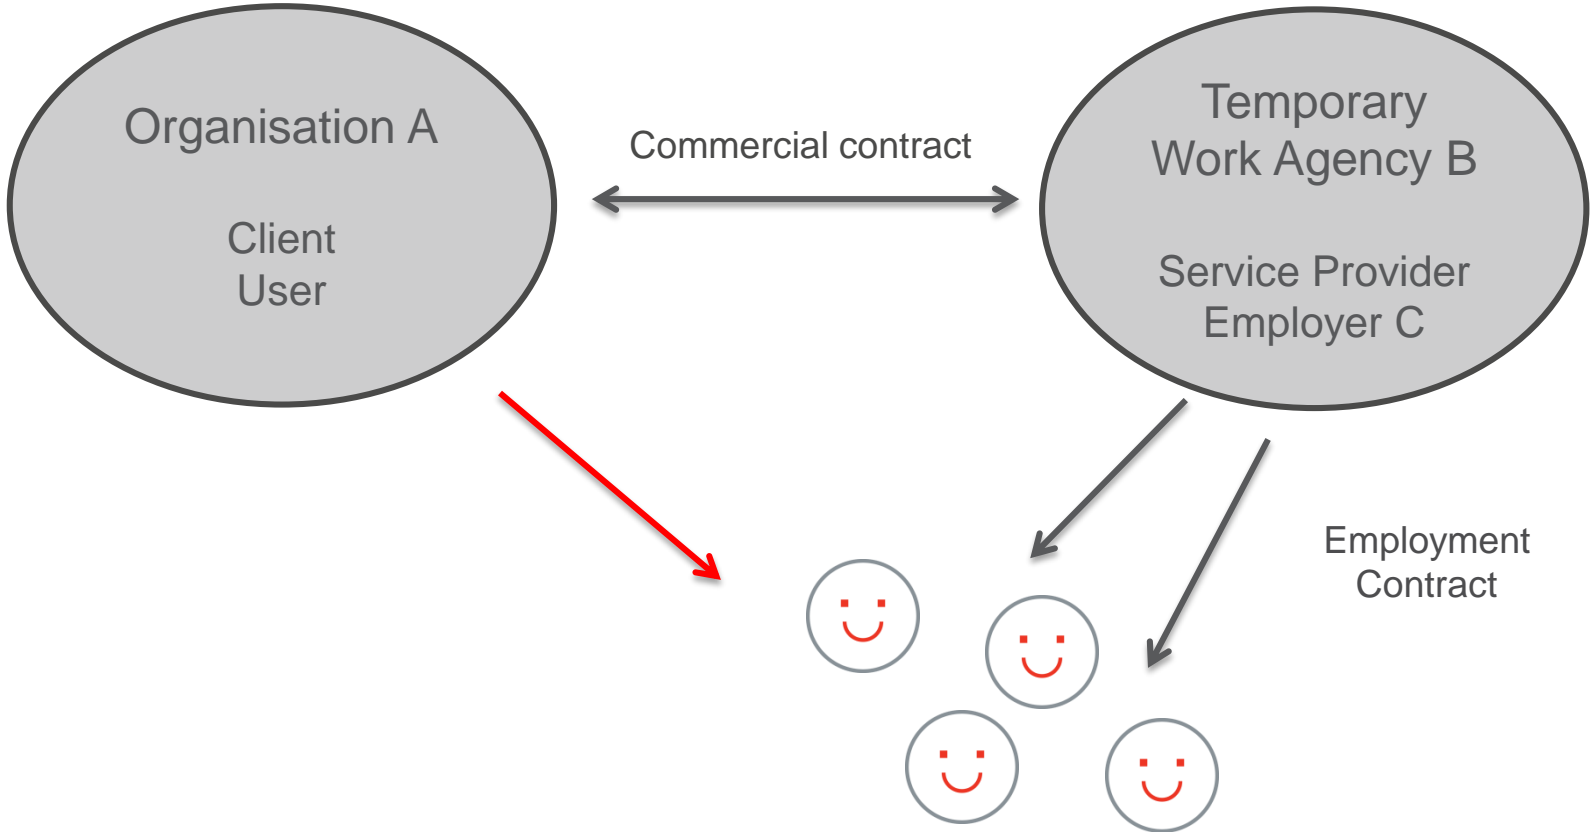 Organisation A
Client
User
Commercial contract
Temporary
Work Agency B
Service Provider
Employer C
Employment
Contract